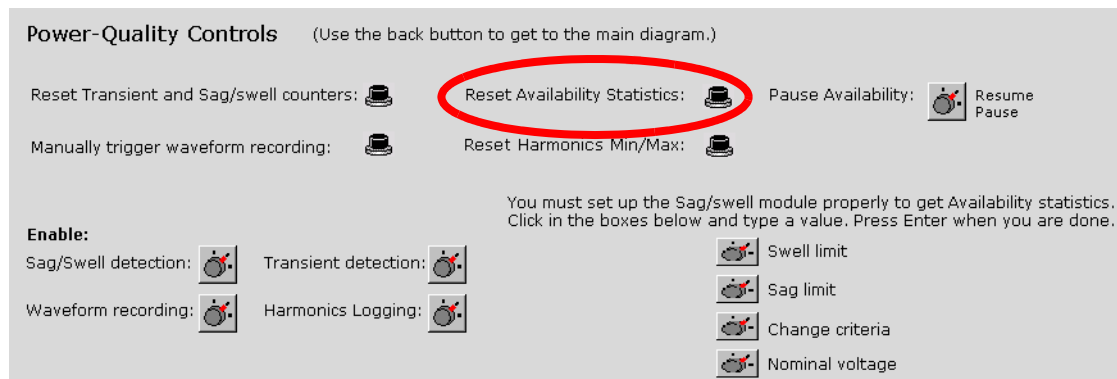 Power-Quality Controls (Use the back button to get to the main diagram.)
Reset Transient and Sag/swell counters: Reset Availability Statistics: Pause Availability: Resume
Pause
Manually trigger waveform recording: Reset Harmonics Min/Max:
You must set up the Sag/swell module properly to get Availability statistics.
Click in the boxes below and type a value. Press Enter when you are done.
Enable:
Sag/Swell detection: Transient detection: Swell limit
Sag limit
Waveform recording: Harmonics Logging:
Change criteria
Nominal voltage